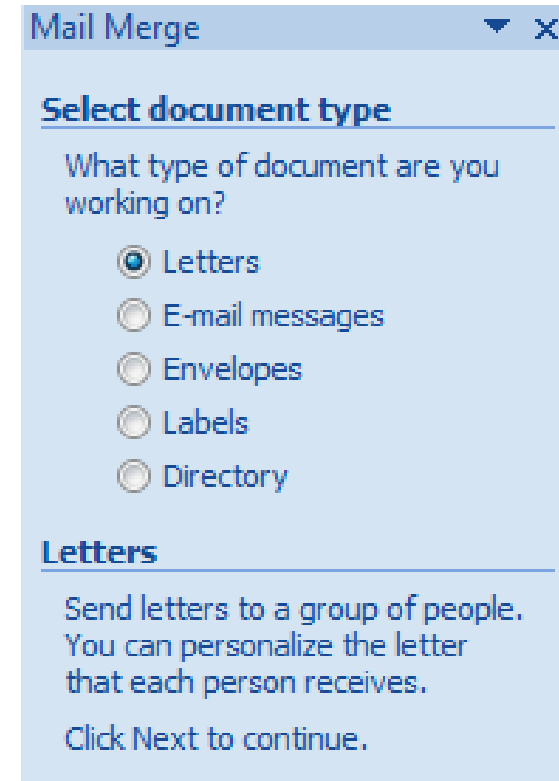 Mail Merge
Select document type
What type of document are you
working on?
Letters
E-mail messages
Envelopes
Labels
Directory
Letters
Send letters to a group of people.
You can personalize the letter
that each person receives.
Click Next to continue.